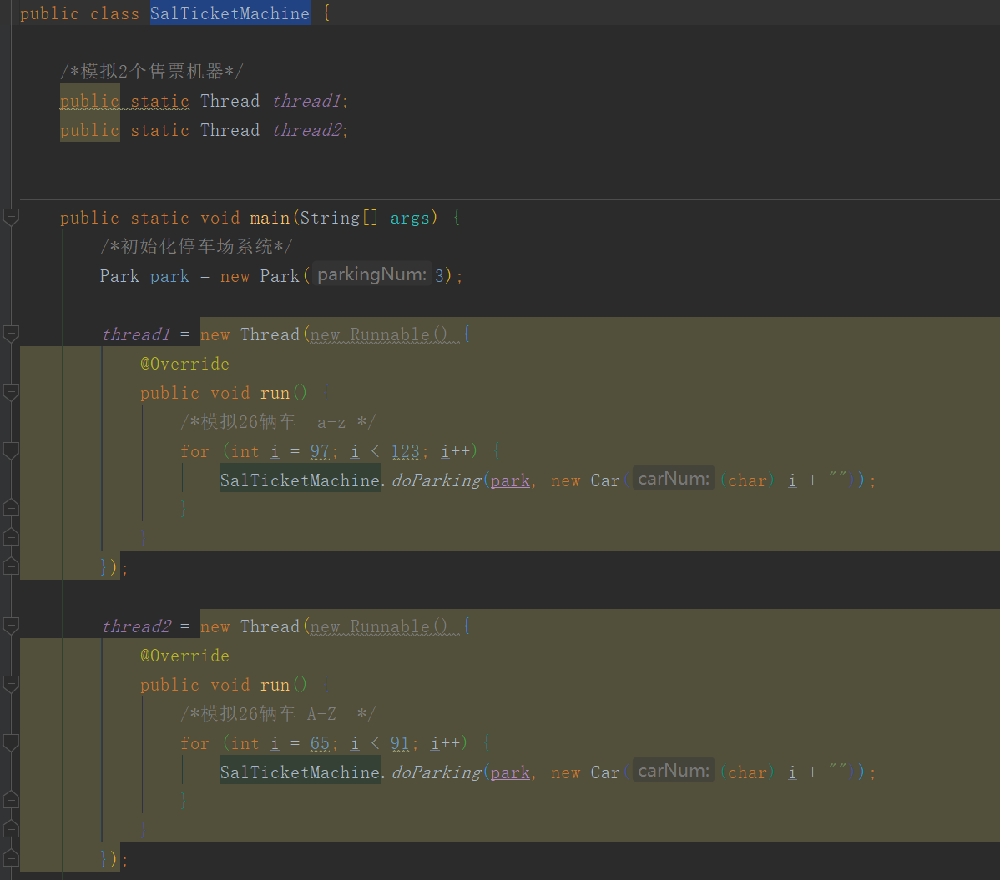 public class SalTicketMachine {
/*模拟2个售票机器*/
public static Thread thread1;
public static Thread thread2;
public static void main(String[] args) {
/*初始化停车场系统*/
Park park = new Park( parkingNum: 3);
thread1 = new Thread(new Runnable() {
@Override
public void run() {
/*模拟26辆车  a-z */
for (int i = 97; i < 123; i++) {
SalTicketMachine.doParking(park, new Car( carNum: (char) i + ""));
}
}
});
thread2 = new Thread(new Runnable() {
@Override
public void run() {
/*模拟26辆车 A-Z  */
for (int i = 65; i < 91; i++) {
SalTicketMachine.doParking(park, new Car( carNum: (char) i + ""));
}
}
});